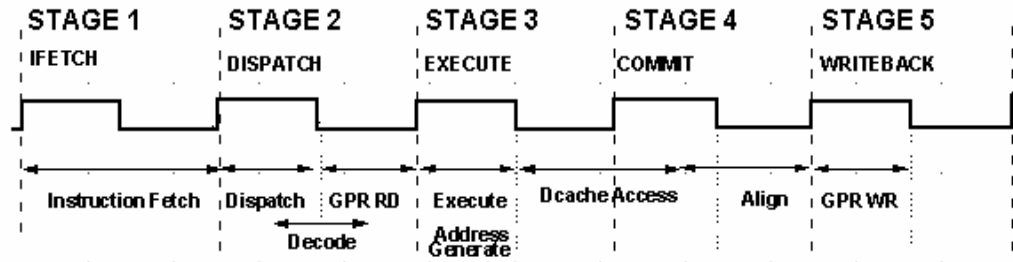 STAGE 1 STAGE 2 STAGE 3 STAGE 4 STAGE 5
IFETCH DISPATCH EXECUTE COMMIT WRITEBACK
Instruction Fetch Dispatch GPR RD Execute Dcache Access Align GPR WR
Decode Address
Generate